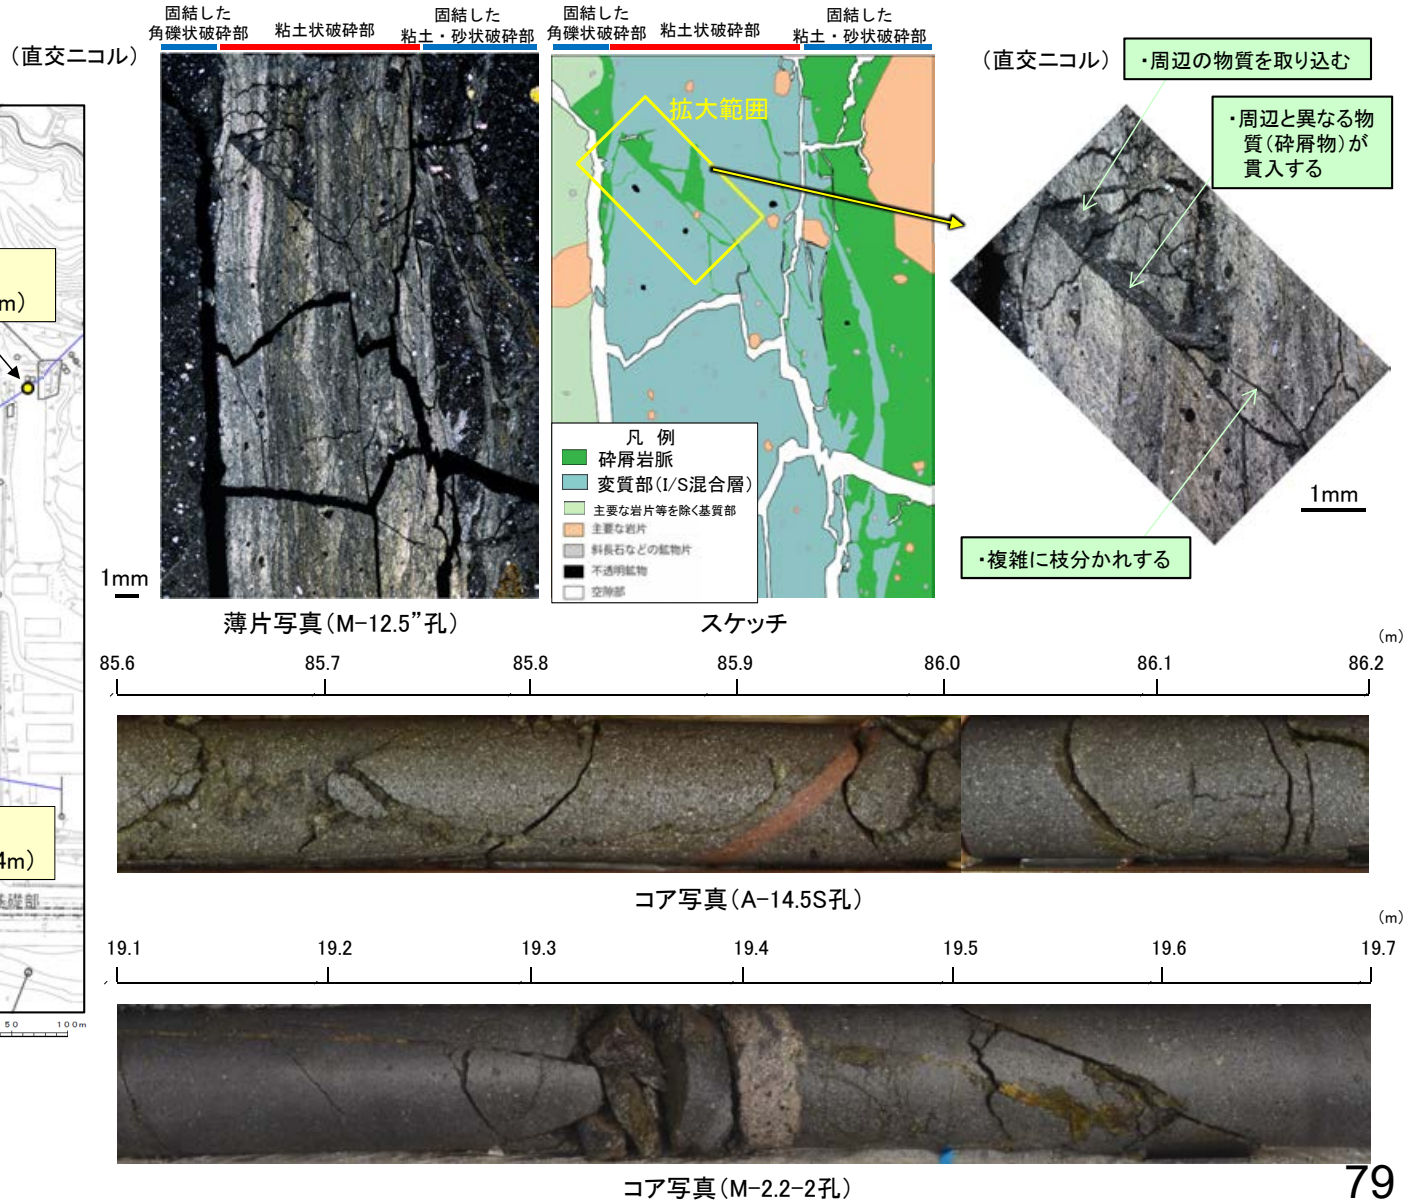 固結した
角礫状破砕部
粘土状破砕部
固結した
粘土・砂状破砕部
固結した
角礫状破砕部
粘土状破砕部
固結した
粘土・砂状破砕部
(直交ニコル)
(直交ニコル)
・周辺の物質を取り込む
・周辺と異なる物
質(砕屑物)が
貫入する
拡大範囲
m)
凡 例
砕屑岩脈
変質部(I/S混合層)
主要な岩片等を除く基質部
主要な岩片
斜長石などの鉱物片
不透明鉱物
空隙部
1mm
1mm
・複雑に枝分かれする
薄片写真(M-12.5”孔)
スケッチ
(m)
85.6 85.7 85.8 85.9 86.0 86.1 86.2
コア写真(A-14.5S孔)
4m)
礎部
(m)
19.1 19.2 19.3 19.4 19.5 19.6 19.7
50 100m
コア写真(M-2.2-2孔)
79